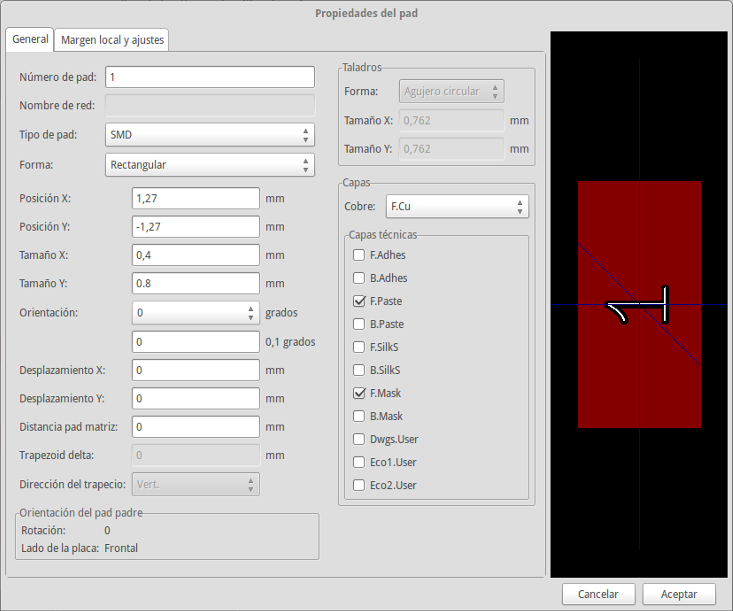 Propiedades del pad
General
Margen local y ajustes
Número de pad: 1
Nombre de red:
Tipo de pad: SMD
Forma: Rectangular
Posición X: 1,27 mm
Posición Y: -1,27 mm
Tamaño X: 0,4 mm
Tamaño Y: 0.8 mm
Orientación: 0 grados
0 0,1 grados
Desplazamiento X: 0 mm
Desplazamiento Y: 0 mm
Distancia pad matriz: 0 mm
Trapezoid delta: 0 mm
Dirección del trapecio: Vert.
Orientación del pad padre
Rotación: 0
Lado de la placa: Frontal
Taladros
Forma: Agujero circular
Tamaño X: 0,762 mm
Tamaño Y: 0,762 mm
Capas
Cobre: F.Cu
Capas técnicas
F.Adhes
B.Adhes
F.Paste
B.Paste
F.SilkS
B.SilkS
F.Mask
B.Mask
Dwgs.User
Eco1.User
Eco2.User
1
Cancelar
Aceptar